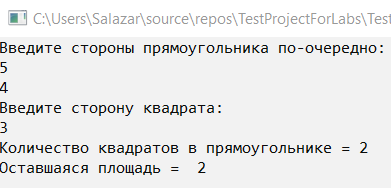 C:\Users\Salazar\source\repos\TestProjectForLabs\Test
Введите стороны прямоугольника по-очередно:
5
4
Введите сторону квадрата:
3
Количество квадратов в прямоугольнике = 2
Оставшаяся площадь =  2